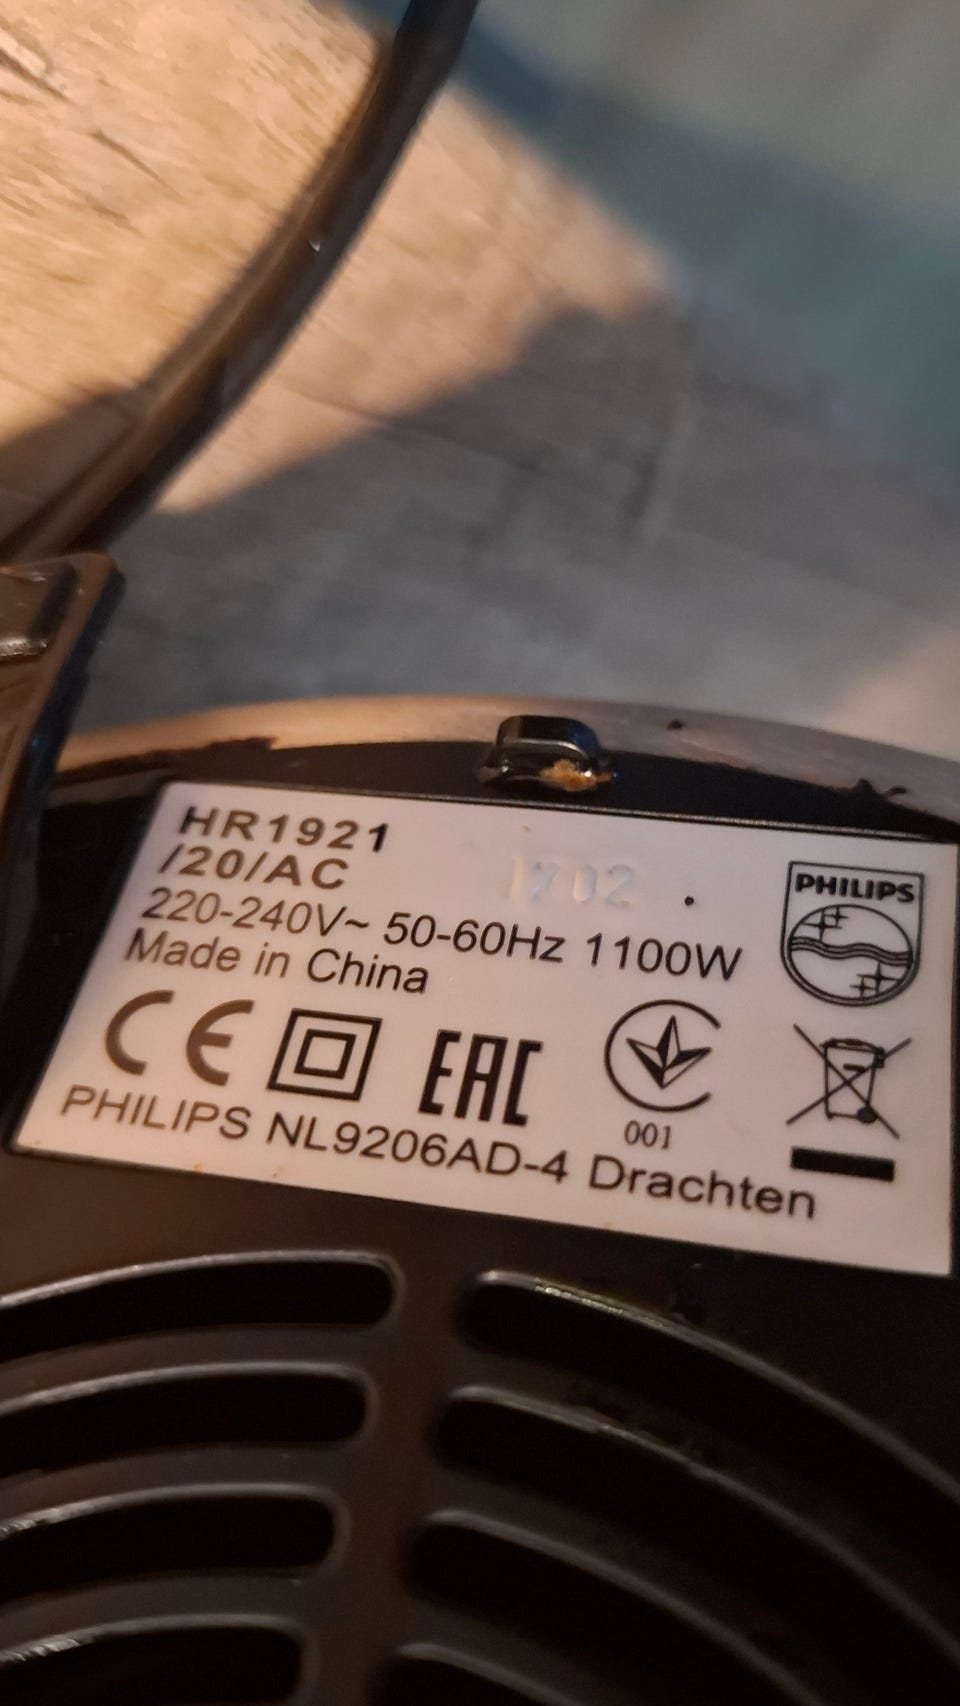 HR1921
/20/AC
1702
220-240V~ 50-60Hz 1100W
Made in China
PHILIPS
CE
EAC
001
PHILIPS NL9206AD-4 Drachten